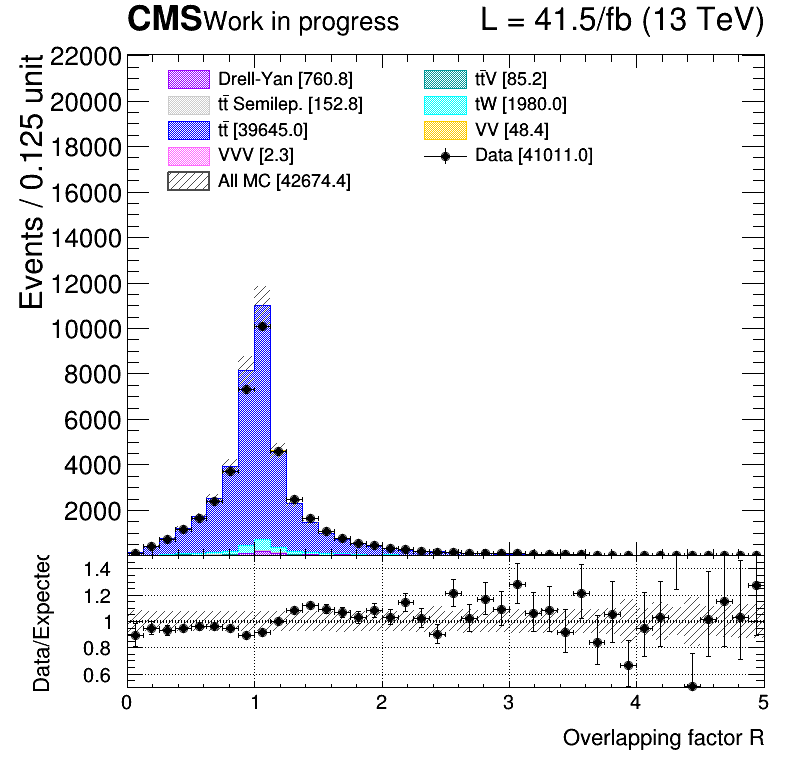 CMS Work in progress L = 41.5/fb (13 TeV)
Events / 0.125 unit
22000
20000
18000
16000
14000
12000
10000
8000
6000
4000
2000
Drell-Yan [760.8]
tt̄ Semilep. [152.8]
tt̄ [39645.0]
VVV [2.3]
All MC [42674.4]
tt̄V [85.2]
tW [1980.0]
VV [48.4]
Data [41011.0]
Data/Expected
1.4
1.2
1
0.8
0.6
0 1 2 3 4 5
Overlapping factor R